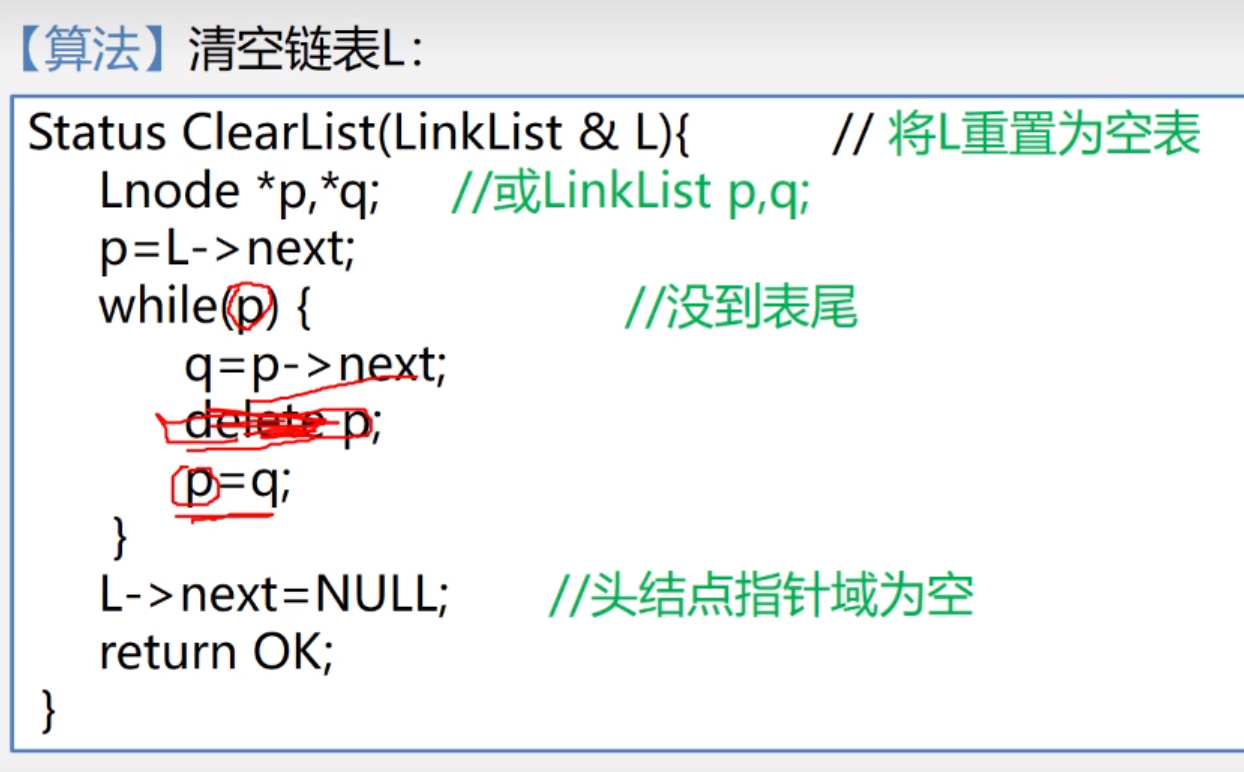 【算法】清空链表L：
Status ClearList(LinkList & L){ // 将L重置为空表
Lnode *p,*q; //或LinkList p,q;
p=L->next;
while(p) { //没到表尾
q=p->next;
delete p;
p=q;
}
L->next=NULL; //头结点指针域为空
return OK;
}